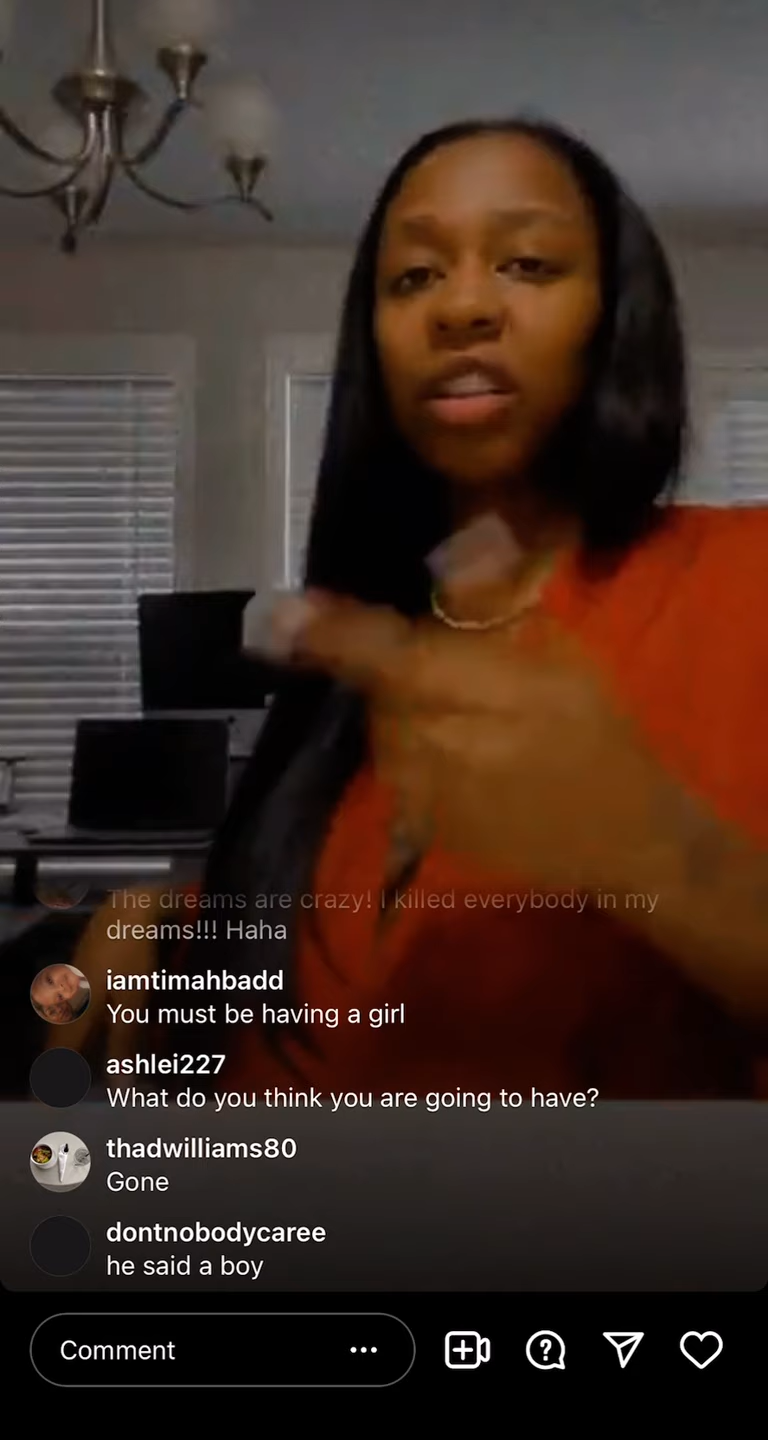 The dreams are crazy! I killed everybody in my
dreams!!! Haha
iamtimahbadd
You must be having a girl
ashlei227
What do you think you are going to have?
thadwilliams80
Gone
dontnobodycaree
he said a boy
Comment